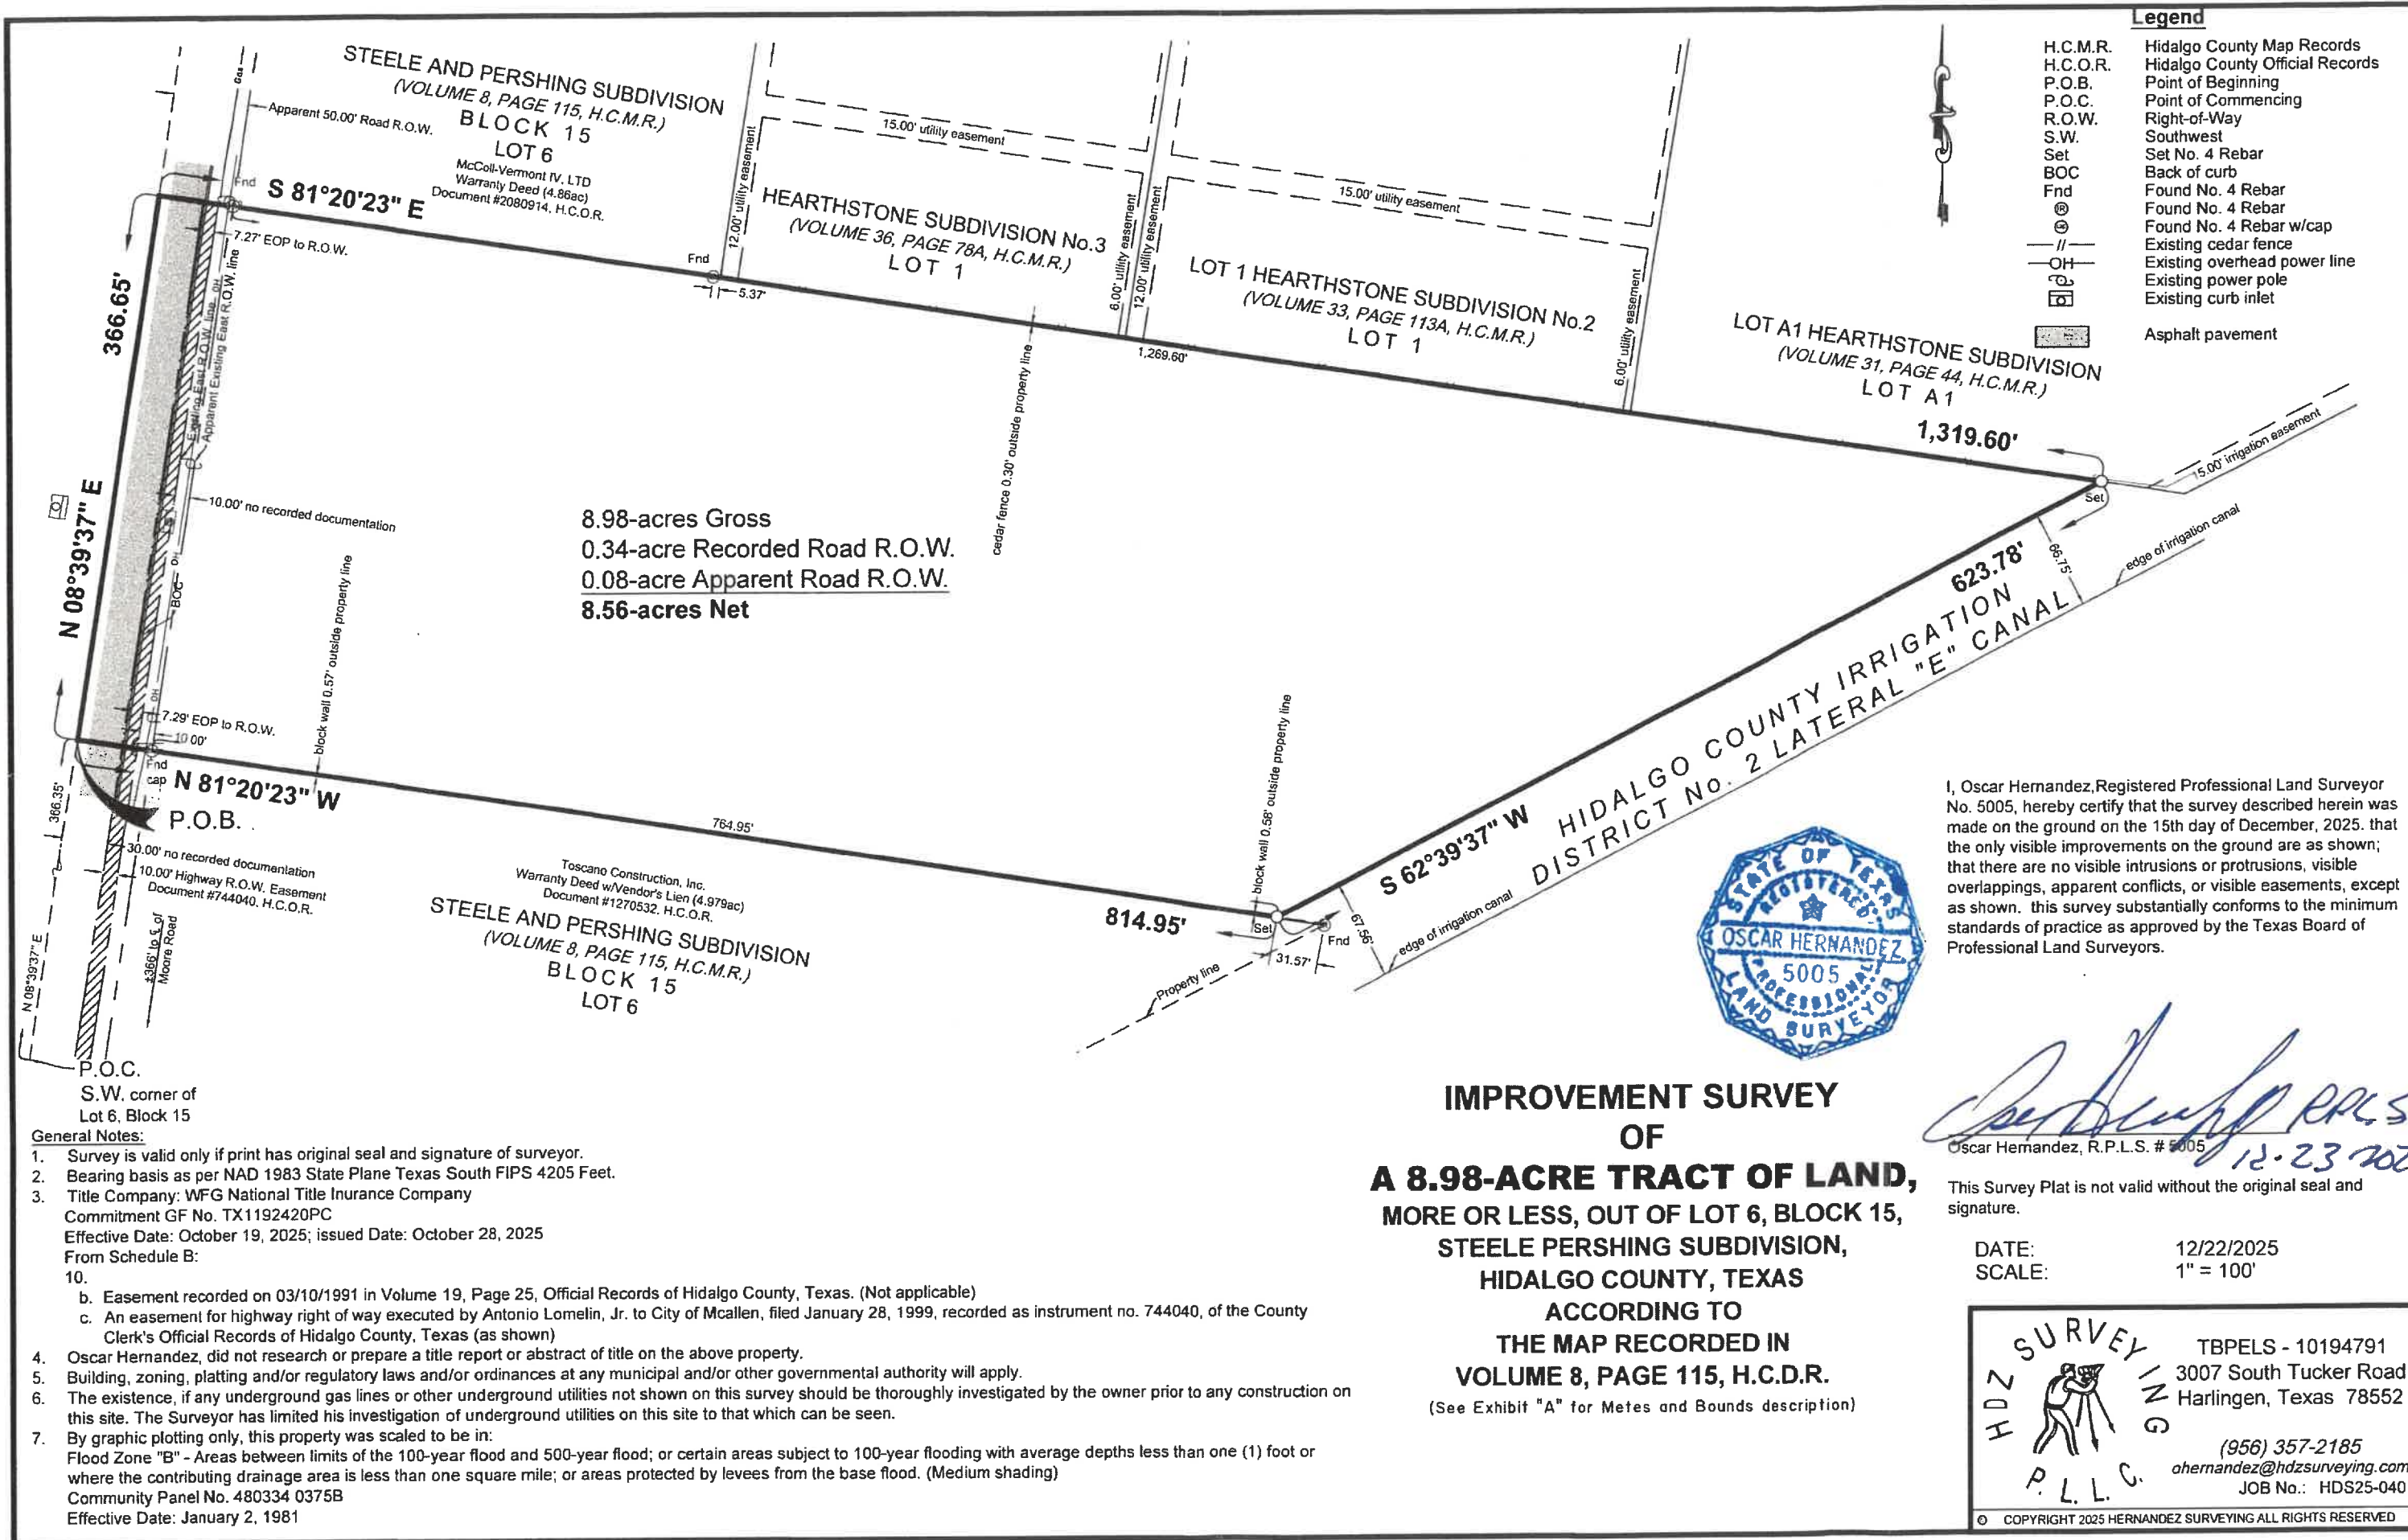 Legend
H.C.M.R. Hidalgo County Map Records
H.C.O.R. Hidalgo County Official Records
P.O.B. Point of Beginning
P.O.C. Point of Commencing
R.O.W. Right-of-Way
S.W. Southwest
Set Set No. 4 Rebar
BOC Back of curb
Fnd Found No. 4 Rebar
Found No. 4 Rebar
Found No. 4 Rebar w/cap
Existing cedar fence
OH Existing overhead power line
Existing power pole
Existing curb inlet
Asphalt pavement
Gas
Apparent 50.00' Road R.O.W.
STEELE AND PERSHING SUBDIVISION
(VOLUME 8, PAGE 115, H.C.M.R.)
BLOCK 15
LOT 6
McColl-Vermont IV, LTD
Warranty Deed (4.86ac)
Document #2080914, H.C.O.R.
12.00' utility easement
15.00' utility easement
HEARTHSTONE SUBDIVISION No.3
(VOLUME 36, PAGE 78A, H.C.M.R.)
LOT 1
6.00' utility easement
12.00' utility easement
15.00' utility easement
LOT 1 HEARTHSTONE SUBDIVISION No.2
(VOLUME 33, PAGE 113A, H.C.M.R.)
LOT 1
6.00' utility easement
LOT A1 HEARTHSTONE SUBDIVISION
(VOLUME 31, PAGE 44, H.C.M.R.)
LOT A1
Fnd
S 81°20'23" E
7.27' EOP to R.O.W.
Fnd
5.37'
1,269.60'
1,319.60'
15.00' irrigation easement
Set
366.65'
N 08°39'37" E
Existing East R.O.W. line
Apparent Existing East R.O.W. line
OH
10.00' no recorded documentation
BOC
OH
OH
block wall 0.57' outside property line
cedar fence 0.30' outside property line
8.98-acres Gross
0.34-acre Recorded Road R.O.W.
0.08-acre Apparent Road R.O.W.
8.56-acres Net
623.78'
66.75'
edge of irrigation canal
S 62°39'37" W
HIDALGO COUNTY IRRIGATION
DISTRICT No. 2 LATERAL "E" CANAL
7.29' EOP to R.O.W.
10.00'
Fnd
cap
N 81°20'23" W
P.O.B.
764.95'
814.95'
block wall 0.58' outside property line
Set
Fnd
31.57'
67.56'
edge of irrigation canal
Property line
366.35'
30.00' no recorded documentation
10.00' Highway R.O.W. Easement
Document #744040, H.C.O.R.
N 08°39'37" E
±366' to ℄ of
Moore Road
Toscano Construction, Inc.
Warranty Deed w/Vendor's Lien (4.979ac)
Document #1270532, H.C.O.R.
STEELE AND PERSHING SUBDIVISION
(VOLUME 8, PAGE 115, H.C.M.R.)
BLOCK 15
LOT 6
P.O.C.
S.W. corner of
Lot 6, Block 15
General Notes:
1. Survey is valid only if print has original seal and signature of surveyor.
2. Bearing basis as per NAD 1983 State Plane Texas South FIPS 4205 Feet.
3. Title Company: WFG National Title Inurance Company
Commitment GF No. TX1192420PC
Effective Date: October 19, 2025; issued Date: October 28, 2025
From Schedule B:
10.
b. Easement recorded on 03/10/1991 in Volume 19, Page 25, Official Records of Hidalgo County, Texas. (Not applicable)
c. An easement for highway right of way executed by Antonio Lomelin, Jr. to City of Mcallen, filed January 28, 1999, recorded as instrument no. 744040, of the County
Clerk's Official Records of Hidalgo County, Texas (as shown)
4. Oscar Hernandez, did not research or prepare a title report or abstract of title on the above property.
5. Building, zoning, platting and/or regulatory laws and/or ordinances at any municipal and/or other governmental authority will apply.
6. The existence, if any underground gas lines or other underground utilities not shown on this survey should be thoroughly investigated by the owner prior to any construction on
this site. The Surveyor has limited his investigation of underground utilities on this site to that which can be seen.
7. By graphic plotting only, this property was scaled to be in:
Flood Zone "B" - Areas between limits of the 100-year flood and 500-year flood; or certain areas subject to 100-year flooding with average depths less than one (1) foot or
where the contributing drainage area is less than one square mile; or areas protected by levees from the base flood. (Medium shading)
Community Panel No. 480334 0375B
Effective Date: January 2, 1981
IMPROVEMENT SURVEY
OF
A 8.98-ACRE TRACT OF LAND,
MORE OR LESS, OUT OF LOT 6, BLOCK 15,
STEELE PERSHING SUBDIVISION,
HIDALGO COUNTY, TEXAS
ACCORDING TO
THE MAP RECORDED IN
VOLUME 8, PAGE 115, H.C.D.R.
(See Exhibit "A" for Metes and Bounds description)
STATE OF TEXAS
REGISTERED
OSCAR HERNANDEZ
5005
PROFESSIONAL
LAND SURVEYOR
I, Oscar Hernandez,Registered Professional Land Surveyor
No. 5005, hereby certify that the survey described herein was
made on the ground on the 15th day of December, 2025. that
the only visible improvements on the ground are as shown;
that there are no visible intrusions or protrusions, visible
overlappings, apparent conflicts, or visible easements, except
as shown. this survey substantially conforms to the minimum
standards of practice as approved by the Texas Board of
Professional Land Surveyors.
RPLS
Oscar Hernandez, R.P.L.S. # 5005
12-23 202
This Survey Plat is not valid without the original seal and
signature.
DATE: 12/22/2025
SCALE: 1" = 100'
HDZ SURVEYING
P.L.L.C.
TBPELS - 10194791
3007 South Tucker Road
Harlingen, Texas 78552
(956) 357-2185
ohernandez@hdzsurveying.com
JOB No.: HDS25-040
© COPYRIGHT 2025 HERNANDEZ SURVEYING ALL RIGHTS RESERVED